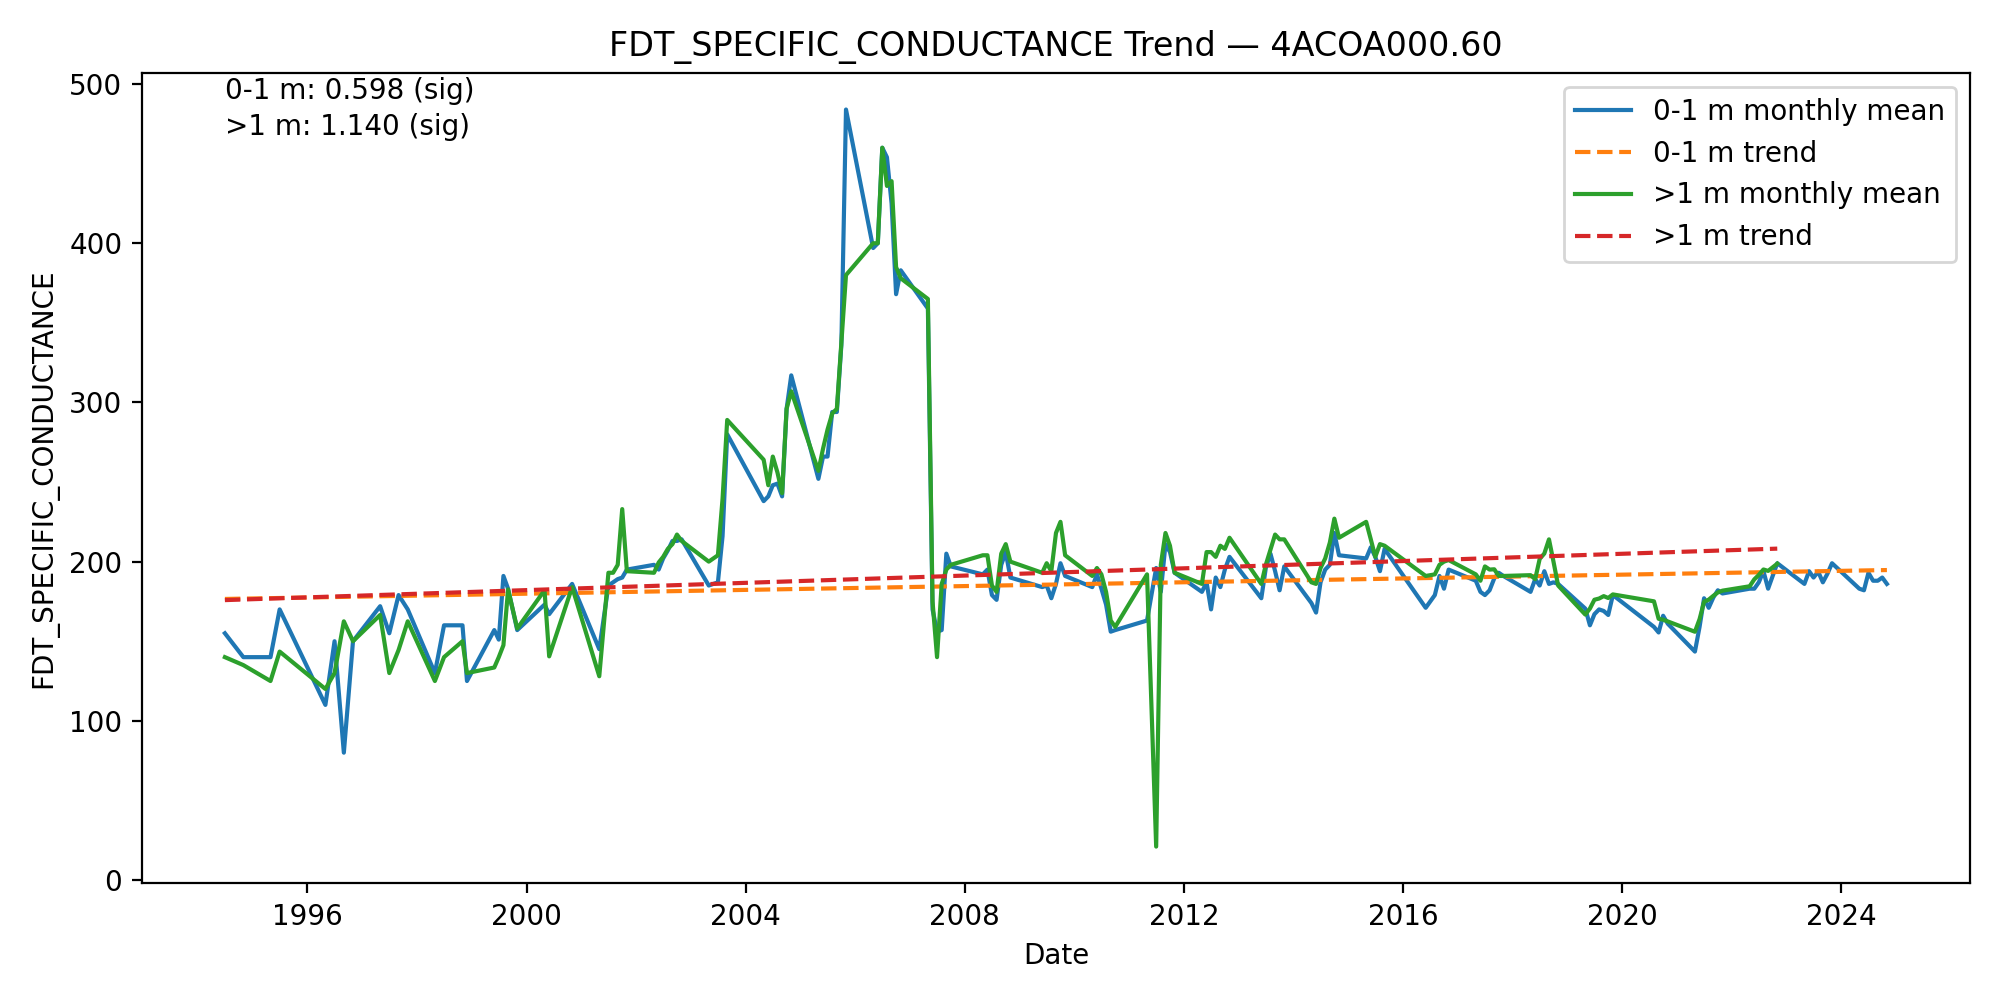 FDT_SPECIFIC_CONDUCTANCE Trend — 4ACOA000.60
0-1 m: 0.598 (sig)
>1 m: 1.140 (sig)
0-1 m monthly mean
0-1 m trend
>1 m monthly mean
>1 m trend
FDT_SPECIFIC_CONDUCTANCE
500
400
300
200
100
0
1996
2000
2004
2008
2012
2016
2020
2024
Date